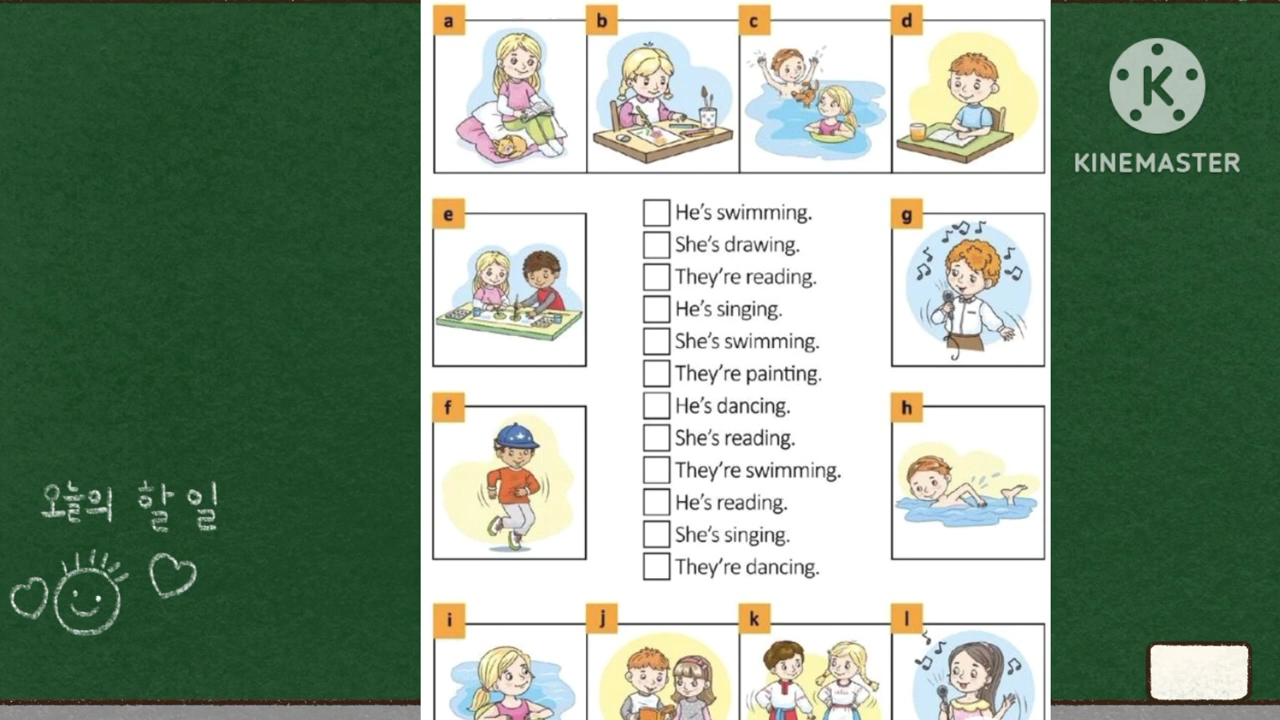 a b c d
KINEMASTER
e
g
He's swimming.
She's drawing.
They're reading.
He's singing.
She's swimming.
They're painting.
He's dancing.
She's reading.
They're swimming.
He's reading.
She's singing.
They're dancing.
f
h
오늘의 할 일
i j k l